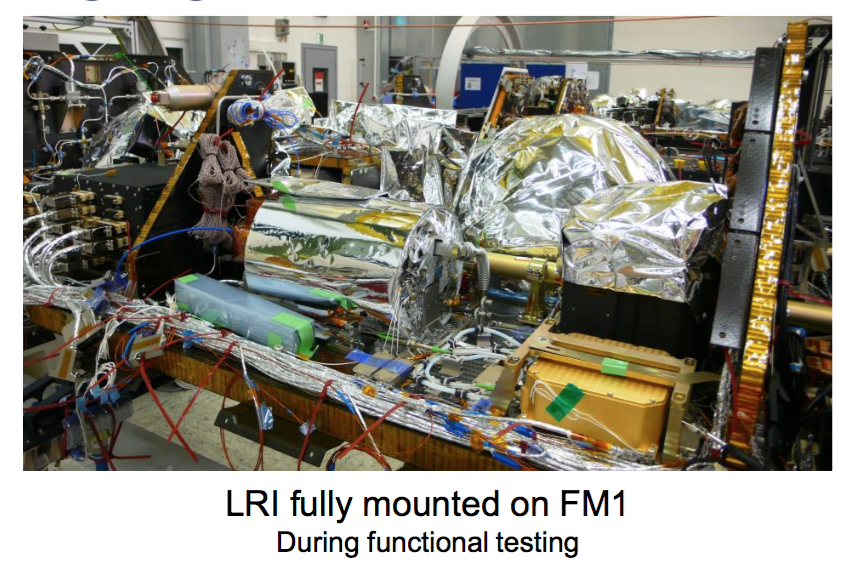 LRI fully mounted on FM1
During functional testing